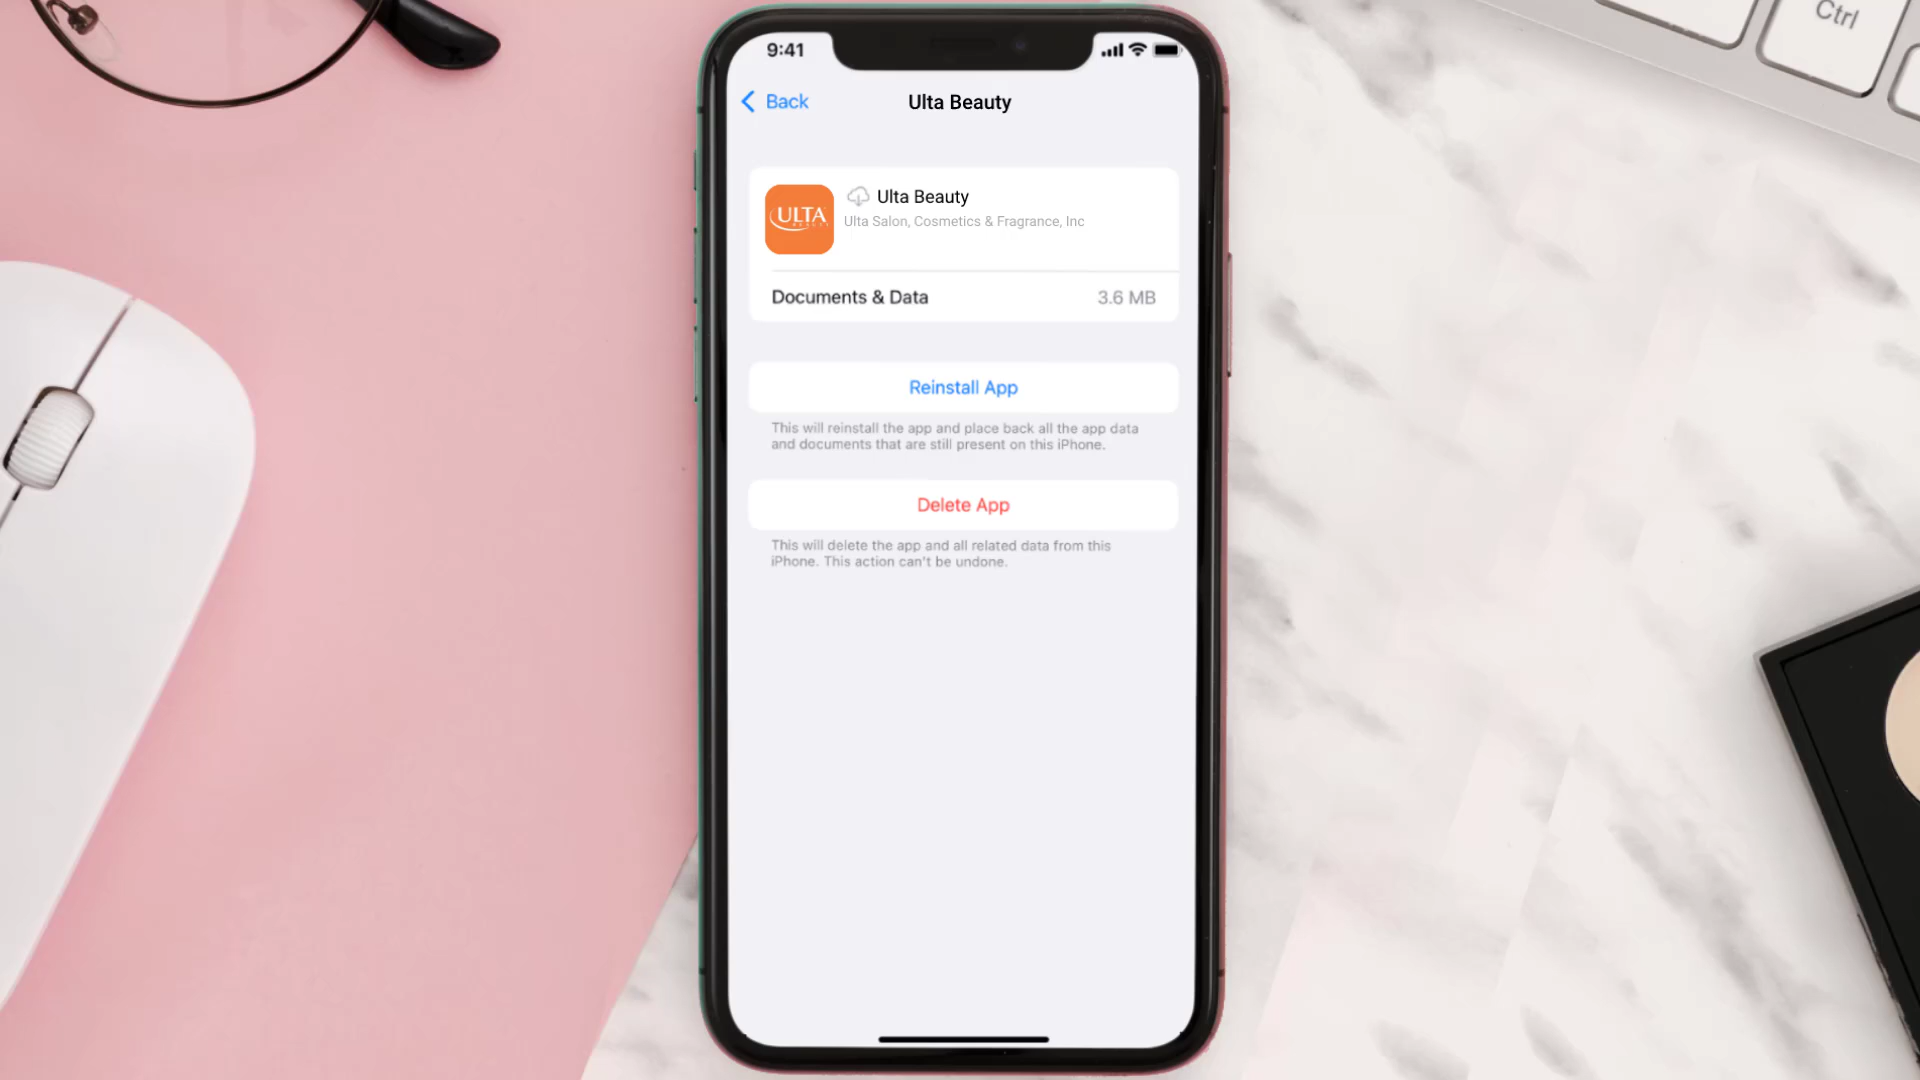 Ctrl
9:41
Back
Ulta Beauty
ULTA
Ulta Beauty
Ulta Salon, Cosmetics & Fragrance, Inc
Documents & Data
3.6 MB
Reinstall App
This will reinstall the app and place back all the app data
and documents that are still present on this iPhone.
Delete App
This will delete the app and all related data from this
iPhone. This action can't be undone.